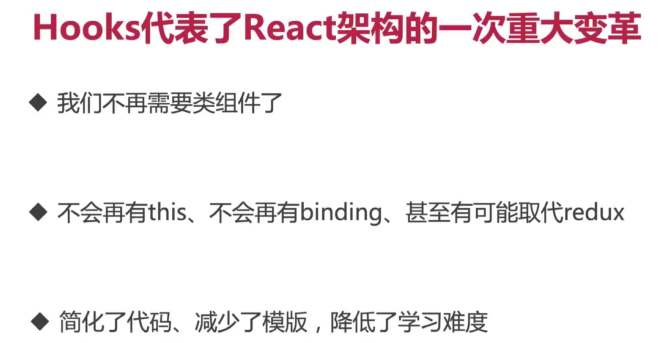 Hooks代表了React架构的一次重大变革
◆ 我们不再需要类组件了
◆ 不会再有this、不会再有binding、甚至有可能取代redux
◆ 简化了代码、减少了模版，降低了学习难度